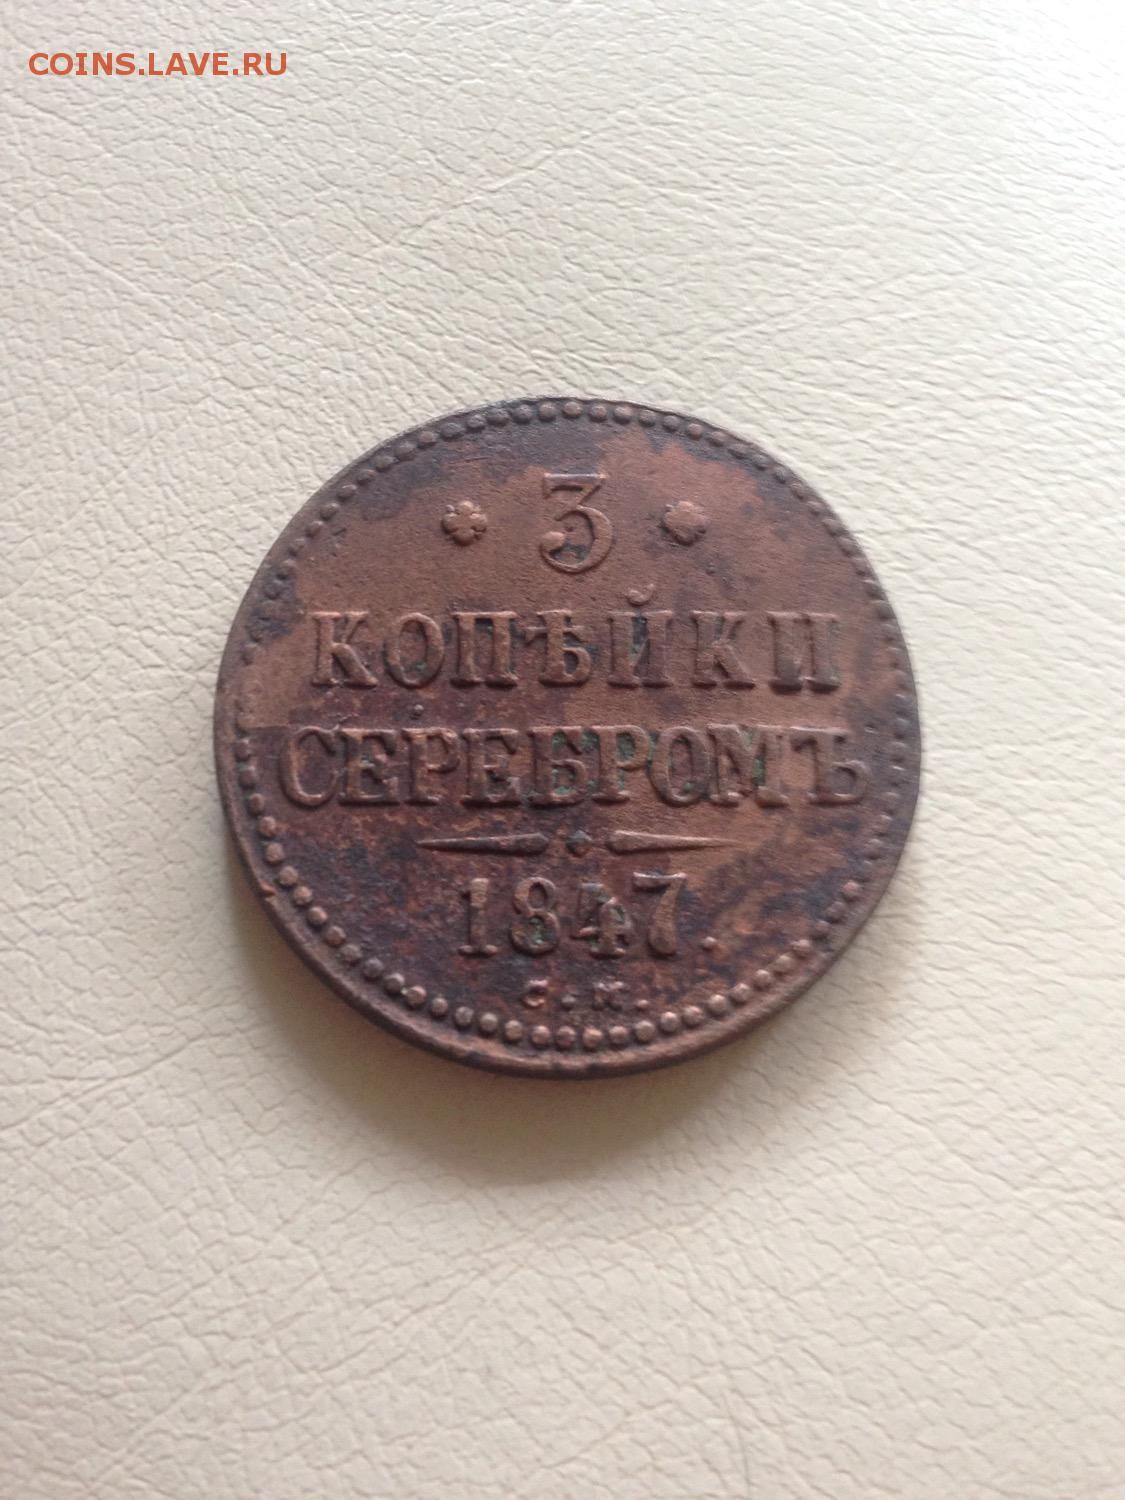 COINS.LAVE.RU
3
КОПѢЙКИ
СЕРЕБРОМЪ
1847.
С.М.